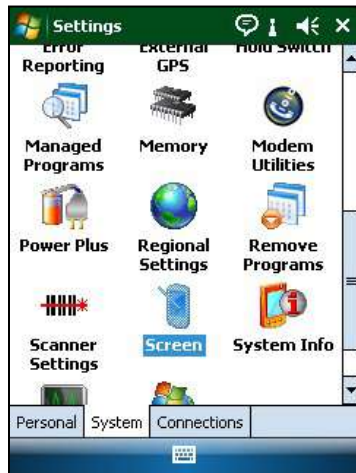 Settings
Error External Hold Switch
Reporting GPS
Managed Memory Modem
Programs Utilities
Power Plus Regional Remove
Settings Programs
Scanner Screen System Info
Settings
Personal System Connections